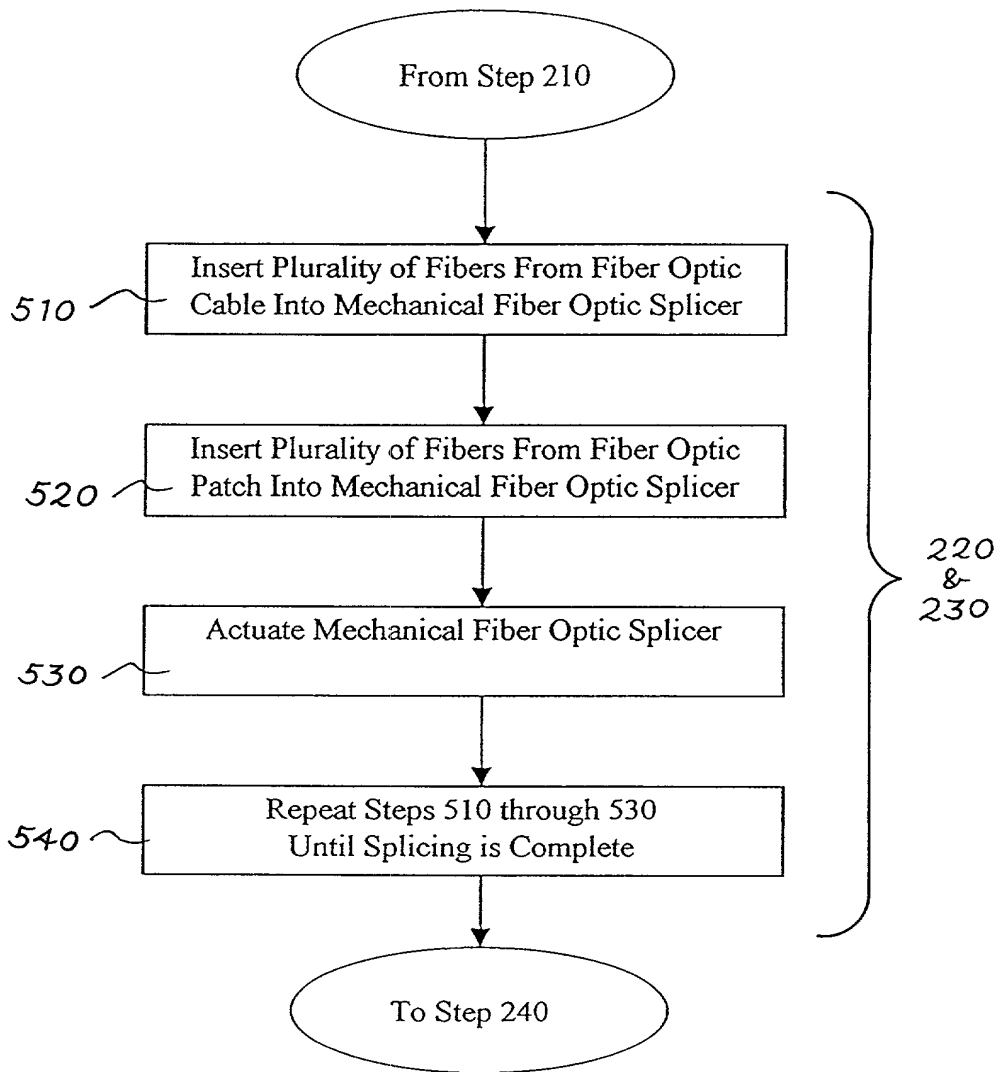 From Step 210
Insert Plurality of Fibers From Fiber Optic
Cable Into Mechanical Fiber Optic Splicer
510
Insert Plurality of Fibers From Fiber Optic
Patch Into Mechanical Fiber Optic Splicer
520
220
&
230
Actuate Mechanical Fiber Optic Splicer
530
Repeat Steps 510 through 530
Until Splicing is Complete
540
To Step 240